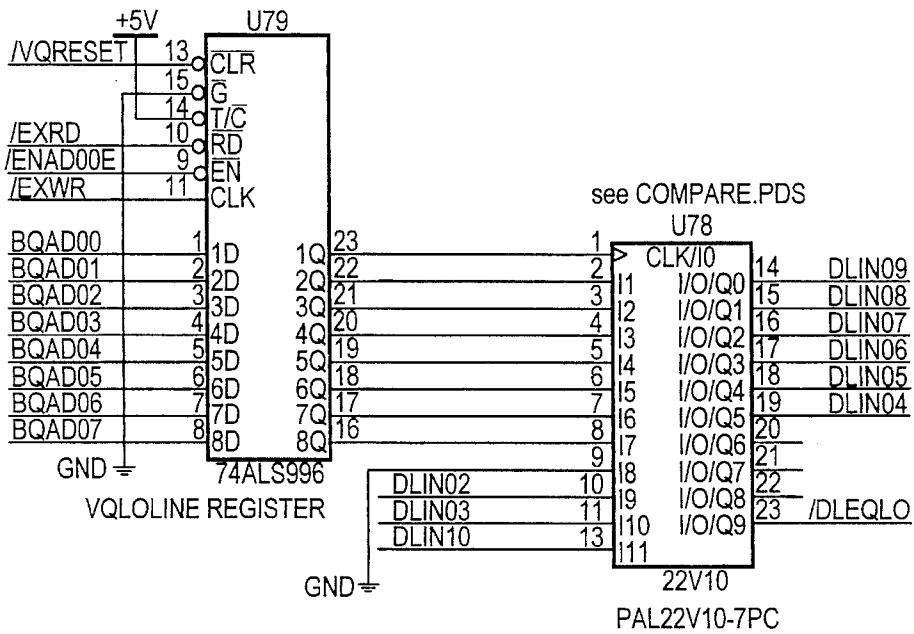 +5V
U79
/VQRESET 13 CLR
15 G
14 T/C
/EXRD 10 RD
/ENAD00E 9 EN
/EXWR 11 CLK
see COMPARE.PDS
U78
BQAD00 1 1D 1Q 23 1 CLK/I0
BQAD01 2 2D 2Q 22 2 I1 I/O/Q0 14 DLIN09
BQAD02 3 3D 3Q 21 3 I2 I/O/Q1 15 DLIN08
BQAD03 4 4D 4Q 20 4 I3 I/O/Q2 16 DLIN07
BQAD04 5 5D 5Q 19 5 I4 I/O/Q3 17 DLIN06
BQAD05 6 6D 6Q 18 6 I5 I/O/Q4 18 DLIN05
BQAD06 7 7D 7Q 17 7 I6 I/O/Q5 19 DLIN04
BQAD07 8 8D 8Q 16 8 I7 I/O/Q6 20
GND 74ALS996 9 I8 I/O/Q7 21
DLIN02 10 I9 I/O/Q8 22
VQLOLINE REGISTER DLIN03 11 I10 I/O/Q9 23 /DLEQLO
DLIN10 13 I11
GND 22V10
PAL22V10-7PC